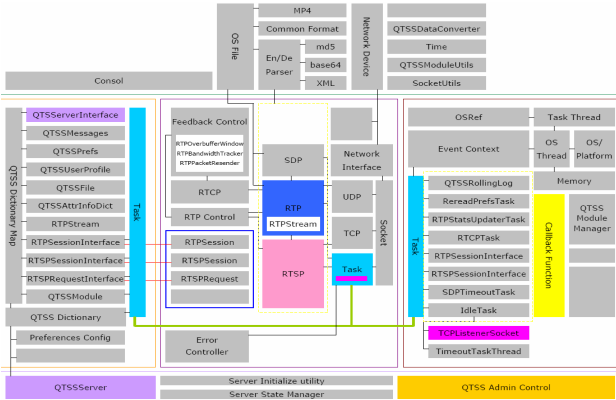 MP4
Common Format
md5
base64
XML
OS File
En/De
Parser
Network Device
QTSSDataConverter
Time
QTSSModuleUtils
SocketUtils
Consol
QTSS Dictionary Map
QTSServerInterface
QTSSMessages
QTSSPrefs
QTSSUserProfile
QTSSFile
QTSSAttrInfoDict
RTPStream
RTPSessionInterface
RTSPSessionInterface
RTSPRequestInterface
QTSSModule
QTSS Dictionary
Preferences Config
Task
Feedback Control
RTPOverbufferWindow
RTPBandwidthTracker
RTPPacketResender
RTCP
RTP Control
RTPSession
RTSPSession
RTSPRequest
Error
Controller
SDP
RTP
RTPStream
RTSP
Network
Interface
UDP
TCP
Socket
Task
OSRef
Event Context
Task Thread
OS
Thread
OS/
Platform
Memory
Task
QTSSRollingLog
RereadPrefsTask
RTPStatsUpdaterTask
RTCPTask
RTPSessionInterface
RTSPSessionInterface
SDPTimeoutTask
IdleTask
TCPListenerSocket
TimeoutTaskThread
Callback Function
QTSS
Module
Manager
QTSSServer
Server Initialize utility
Server State Manager
QTSS Admin Control